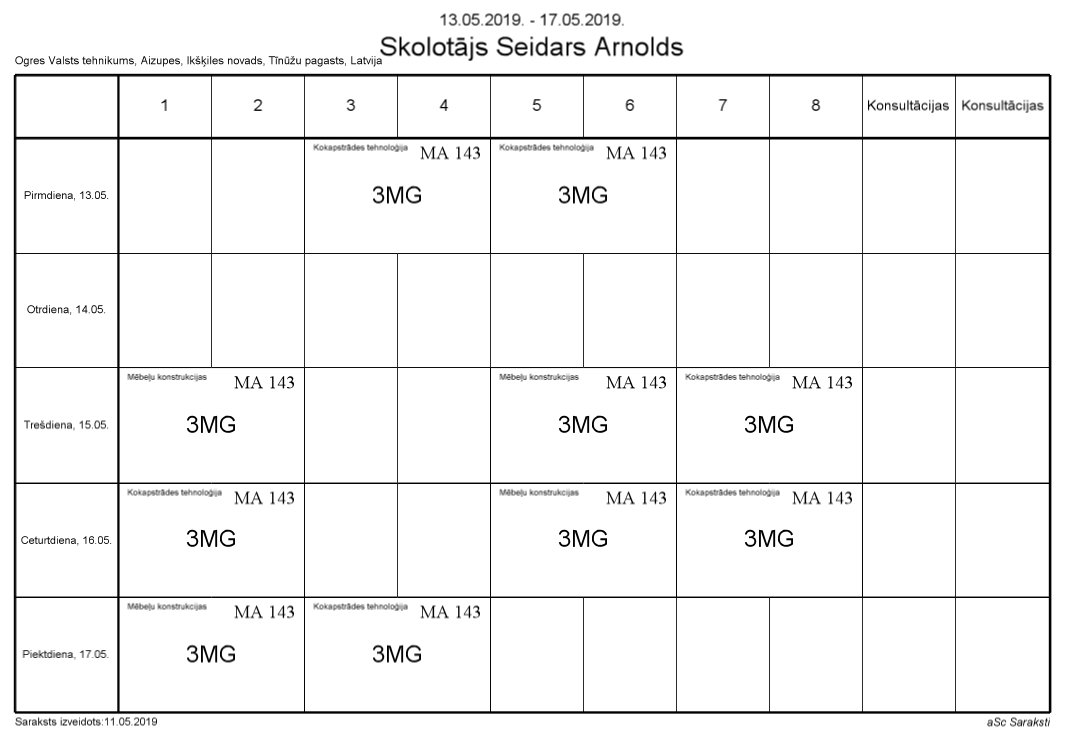 13.05.2019. - 17.05.2019.
Skolotājs Seidars Arnolds
Ogres Valsts tehnikums, Aizupes, Ikšķiles novads, Tīnūžu pagasts, Latvija
1 2 3 4 5 6 7 8 Konsultācijas Konsultācijas
Kokapstrādes tehnoloģija MA 143 Kokapstrādes tehnoloģija MA 143
Pirmdiena, 13.05. 3MG 3MG
Otrdiena, 14.05.
Mēbeļu konstrukcijas MA 143 Mēbeļu konstrukcijas MA 143 Kokapstrādes tehnoloģija MA 143
Trešdiena, 15.05. 3MG 3MG 3MG
Kokapstrādes tehnoloģija MA 143 Mēbeļu konstrukcijas MA 143 Kokapstrādes tehnoloģija MA 143
Ceturtdiena, 16.05. 3MG 3MG 3MG
Mēbeļu konstrukcijas MA 143 Kokapstrādes tehnoloģija MA 143
Piektdiena, 17.05. 3MG 3MG
Saraksts izveidots:11.05.2019 aSc Saraksti